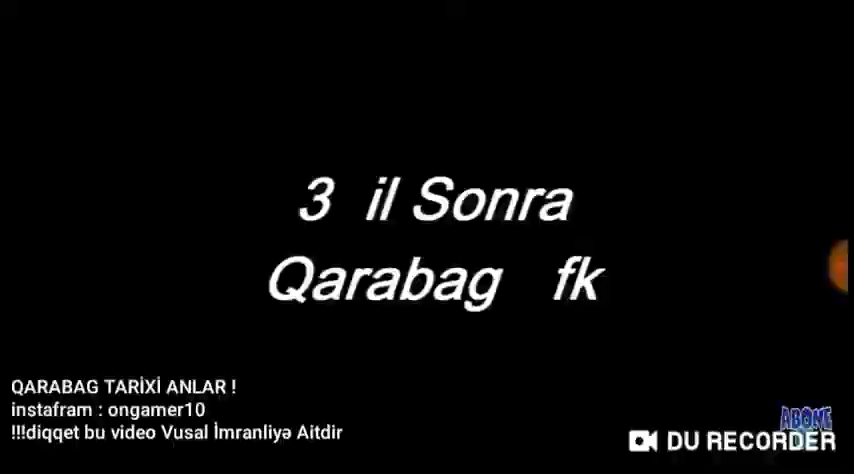 3 il Sonra
Qarabag fk
QARABAG TARİXİ ANLAR !
instafram : ongamer10
!!!diqqet bu video Vusal İmranliyə Aitdir
ABONE
DU RECORDER